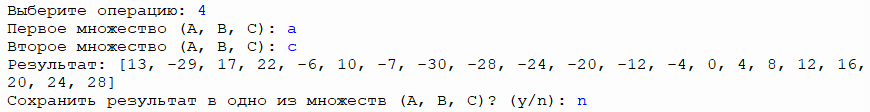 Выберите операцию: 4
Первое множество (A, B, C): a
Второе множество (A, B, C): c
Результат: [13, -29, 17, 22, -6, 10, -7, -30, -28, -24, -20, -12, -4, 0, 4, 8, 12, 16,
20, 24, 28]
Сохранить результат в одно из множеств (A, B, C)? (y/n): n